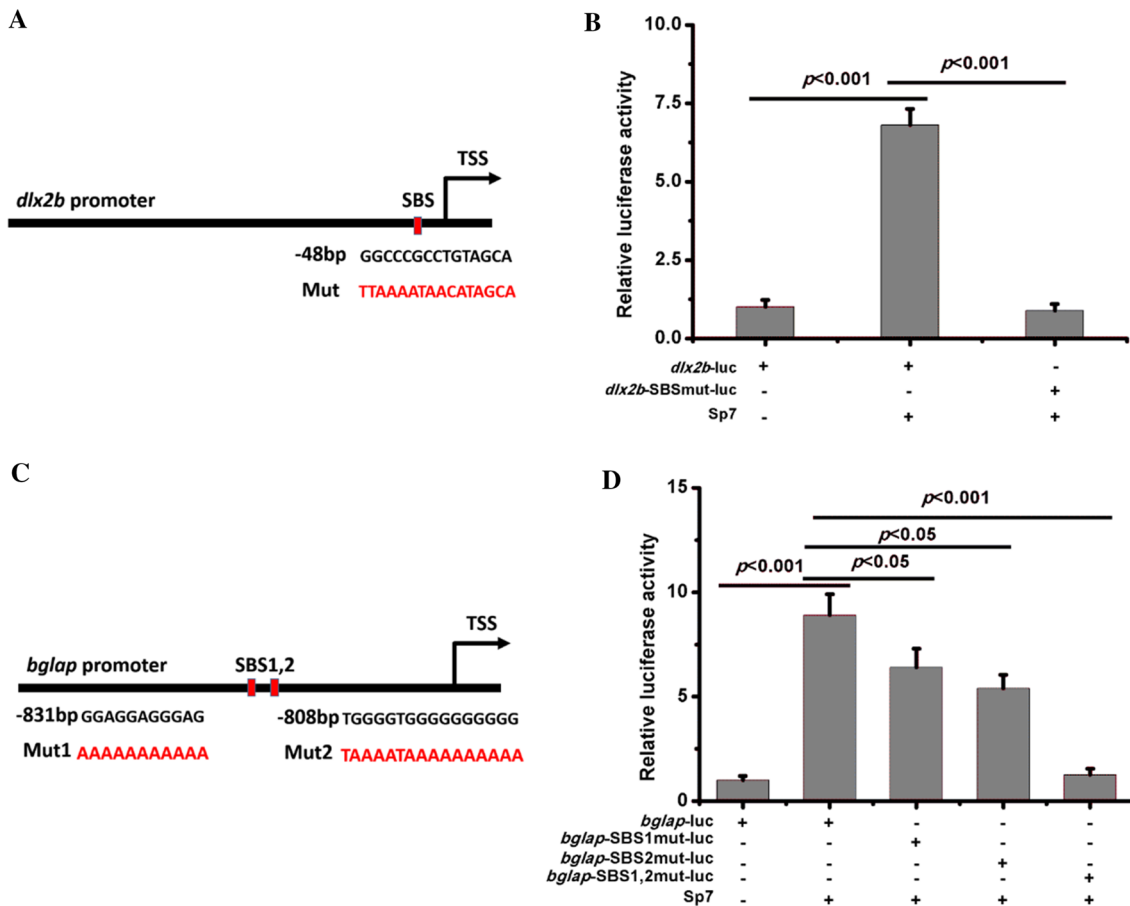 A
TSS
dlx2b promoter
SBS
-48bp GGCCCGCCTGTAGCA
Mut TTAAAATAACATAGCA
B
10.0
7.5
5.0
2.5
0.0
Relative luciferase activity
p<0.001
p<0.001
dlx2b-luc + + -
dlx2b-SBSmut-luc - - +
Sp7 - + +
C
TSS
bglap promoter
SBS1,2
-831bp GGAGGAGGGAG
-808bp TGGGGTGGGGGGGGGG
Mut1 AAAAAAAAAAA
Mut2 TAAAATAAAAAAAAAA
D
15
10
5
0
Relative luciferase activity
p<0.001
p<0.05
p<0.001
p<0.05
bglap-luc + + - - -
bglap-SBS1mut-luc - - + - -
bglap-SBS2mut-luc - - - + -
bglap-SBS1,2mut-luc - - - - +
Sp7 - + + + +